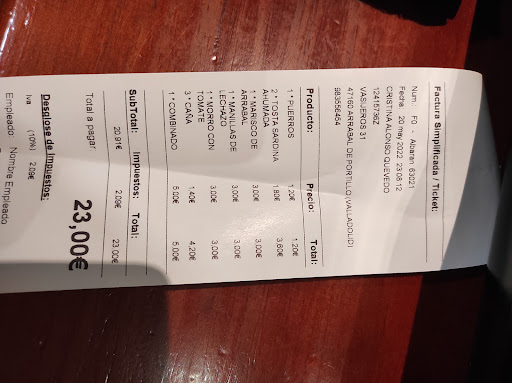 Factura Simplificada / Ticket:
Num.: FO - Albaran 63021
Fecha: 20 may 2022 23:08:12
CRISTINA ALONSO QUEVEDO
12415736Z
VASIJEROS 31
47160 ARRABAL DE PORTILLO(VALLADOLID)
983556454
Producto: Precio: Total:
1 * PUERROS 1,20€ 1,20€
2 * TOSTA SARDINA AHUMADA 1,80€ 3,60€
1 * MARISCO DE ARRABAL 3,00€ 3,00€
1 * MANILLAS DE LECHAZO 3,00€ 3,00€
1 * MORRO CON TOMATE 3,00€ 3,00€
3 * CAÑA 1,40€ 4,20€
1 * COMBINADO 5,00€ 5,00€
SubTotal: Impuestos: Total:
20,91€ 2,09€ 23,00€
Total a pagar: 23,00€
Desglose de Impuestos:
Iva (10%) 2,09€
Empleado Nombre Empleado